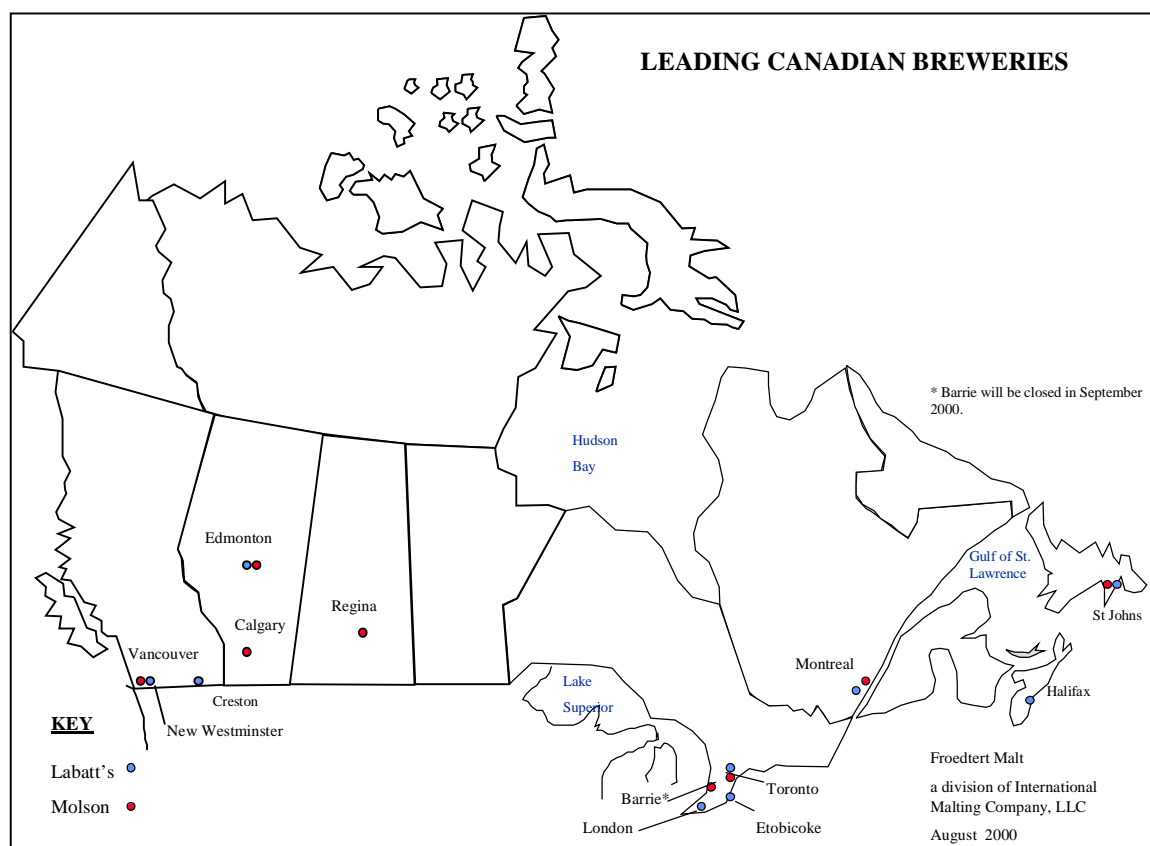 LEADING CANADIAN BREWERIES
* Barrie will be closed in September
2000.
Hudson
Bay
Edmonton
Gulf of St.
Lawrence
Regina
Calgary
St Johns
Vancouver
Montreal
Lake
Superior
Halifax
Creston
KEY
New Westminster
Labatt's
Molson
Barrie*
Toronto
London
Etobicoke
Froedtert Malt
a division of International
Malting Company, LLC
August 2000